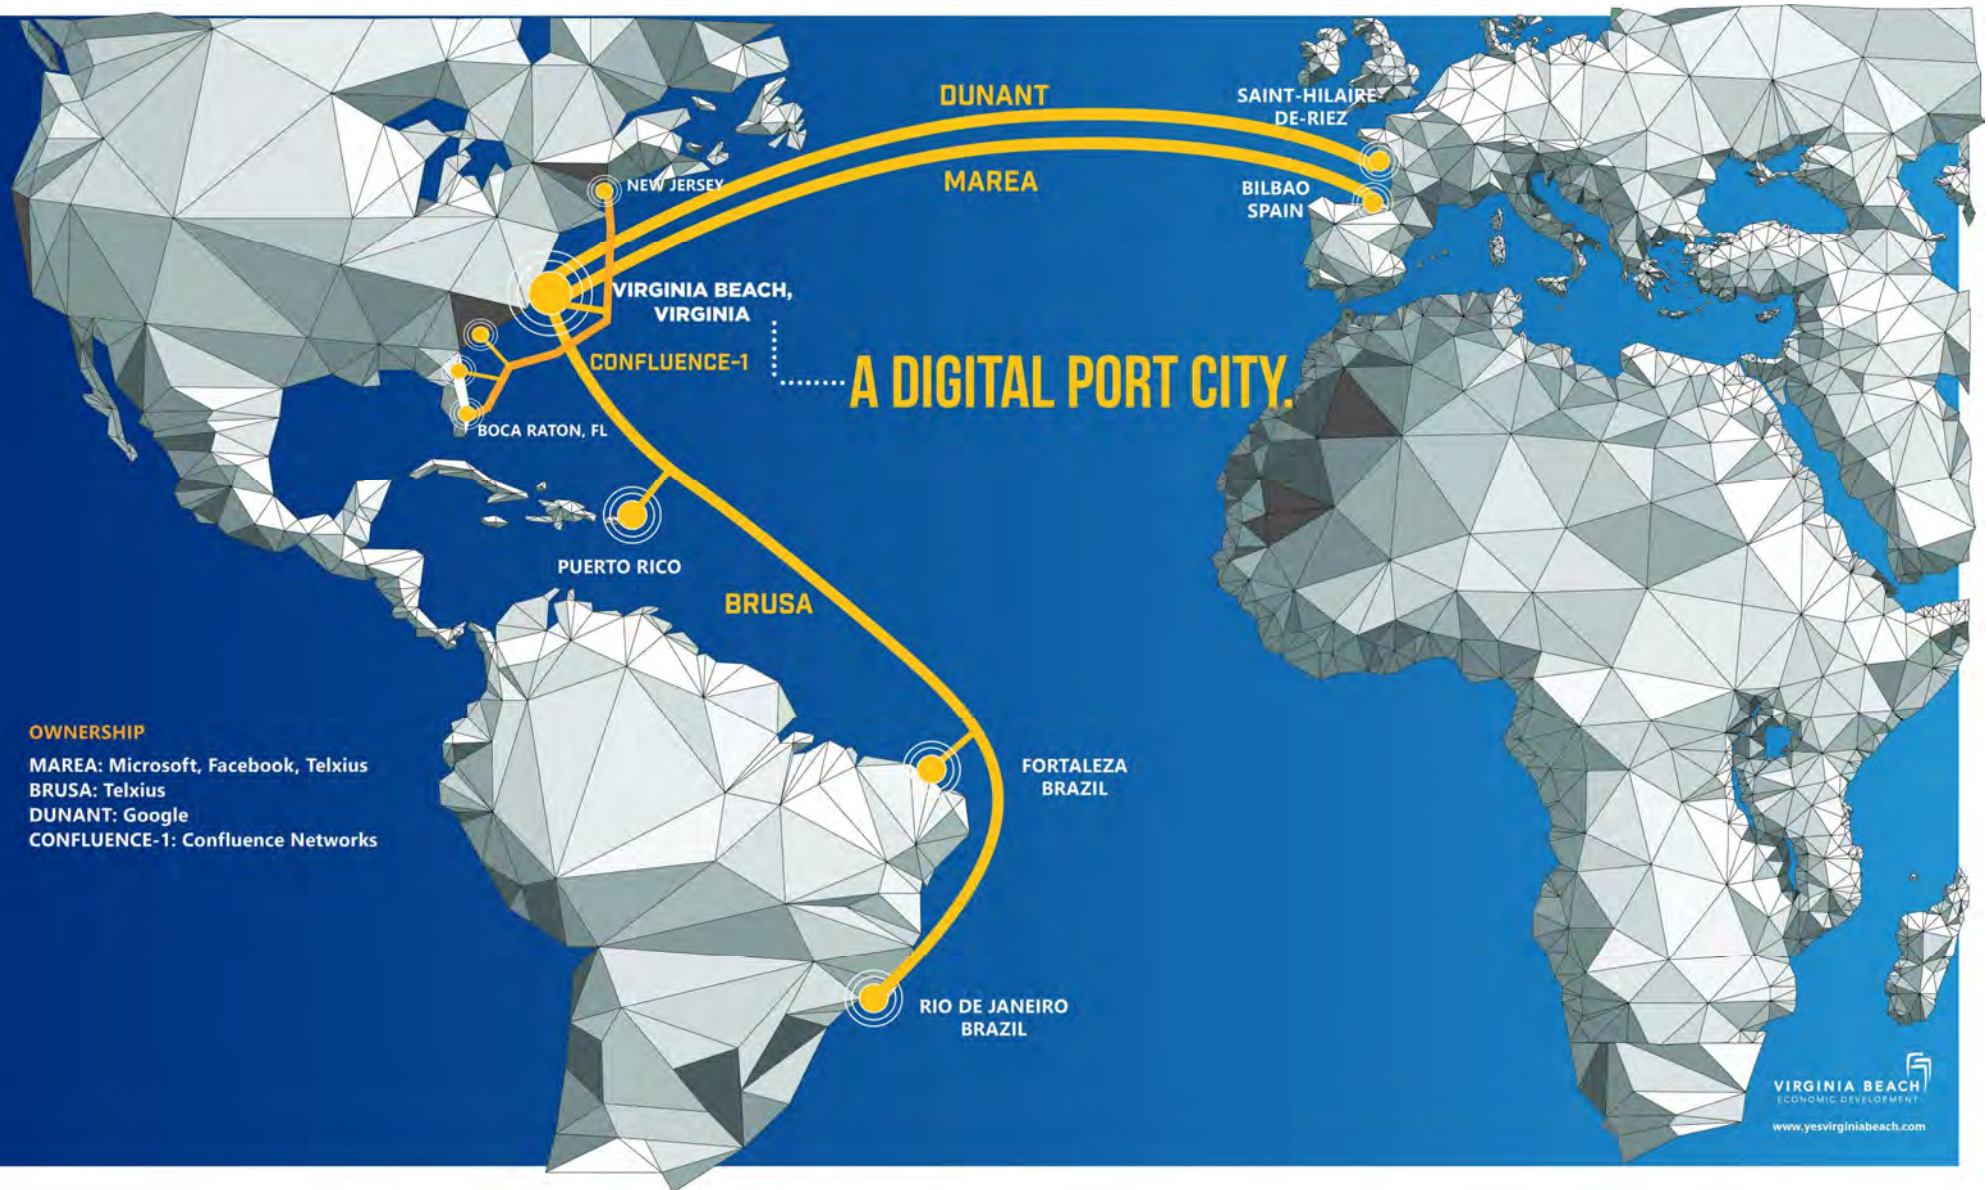 DUNANT
SAINT-HILAIRE-
DE-RIEZ
MAREA
BILBAO
SPAIN
NEW JERSEY
VIRGINIA BEACH,
VIRGINIA
CONFLUENCE-1
A DIGITAL PORT CITY.
BOCA RATON, FL
PUERTO RICO
BRUSA
OWNERSHIP
MAREA: Microsoft, Facebook, Telxius
BRUSA: Telxius
DUNANT: Google
CONFLUENCE-1: Confluence Networks
FORTALEZA
BRAZIL
RIO DE JANEIRO
BRAZIL
VIRGINIA BEACH
ECONOMIC DEVELOPMENT
www.yesvirginiabeach.com